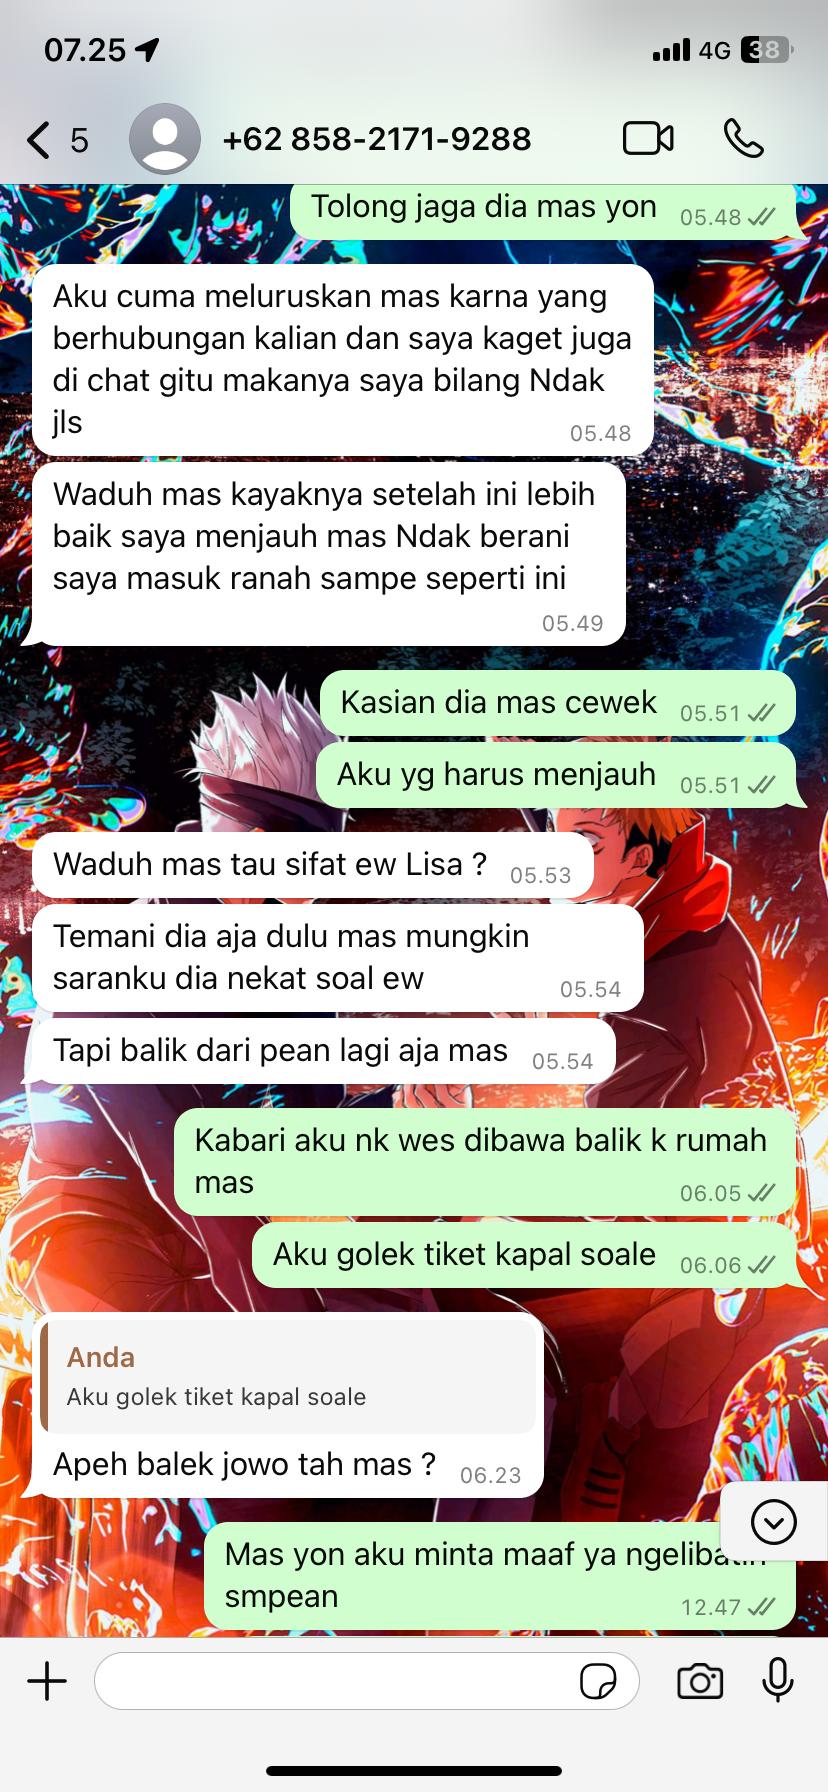 07.25
4G
38
5
+62 858-2171-9288
Tolong jaga dia mas yon
05.48
Aku cuma meluruskan mas karna yang
berhubungan kalian dan saya kaget juga
di chat gitu makanya saya bilang Ndak
jls
05.48
Waduh mas kayaknya setelah ini lebih
baik saya menjauh mas Ndak berani
saya masuk ranah sampe seperti ini
05.49
Kasian dia mas cewek
05.51
Aku yg harus menjauh
05.51
Waduh mas tau sifat ew Lisa ?
05.53
Temani dia aja dulu mas mungkin
saranku dia nekat soal ew
05.54
Tapi balik dari pean lagi aja mas
05.54
Kabari aku nk wes dibawa balik k rumah
mas
06.05
Aku golek tiket kapal soale
06.06
Anda
Aku golek tiket kapal soale
Apeh balek jowo tah mas ?
06.23
Mas yon aku minta maaf ya ngelibatin
smpean
12.47